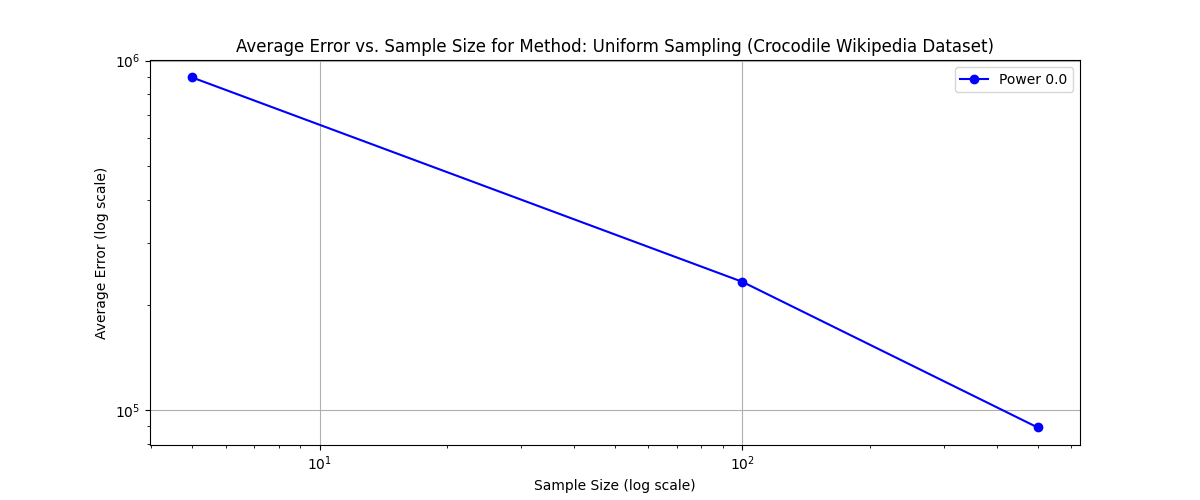 Average Error vs. Sample Size for Method: Uniform Sampling (Crocodile Wikipedia Dataset)
Power 0.0
10⁶
10⁵
Average Error (log scale)
10¹ 10²
Sample Size (log scale)